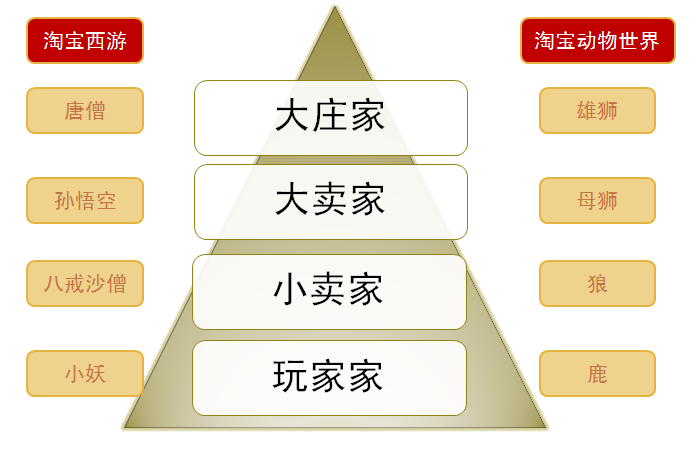 淘宝西游
淘宝动物世界
唐僧
大庄家
雄狮
孙悟空
大卖家
母狮
八戒沙僧
小卖家
狼
小妖
玩家家
鹿